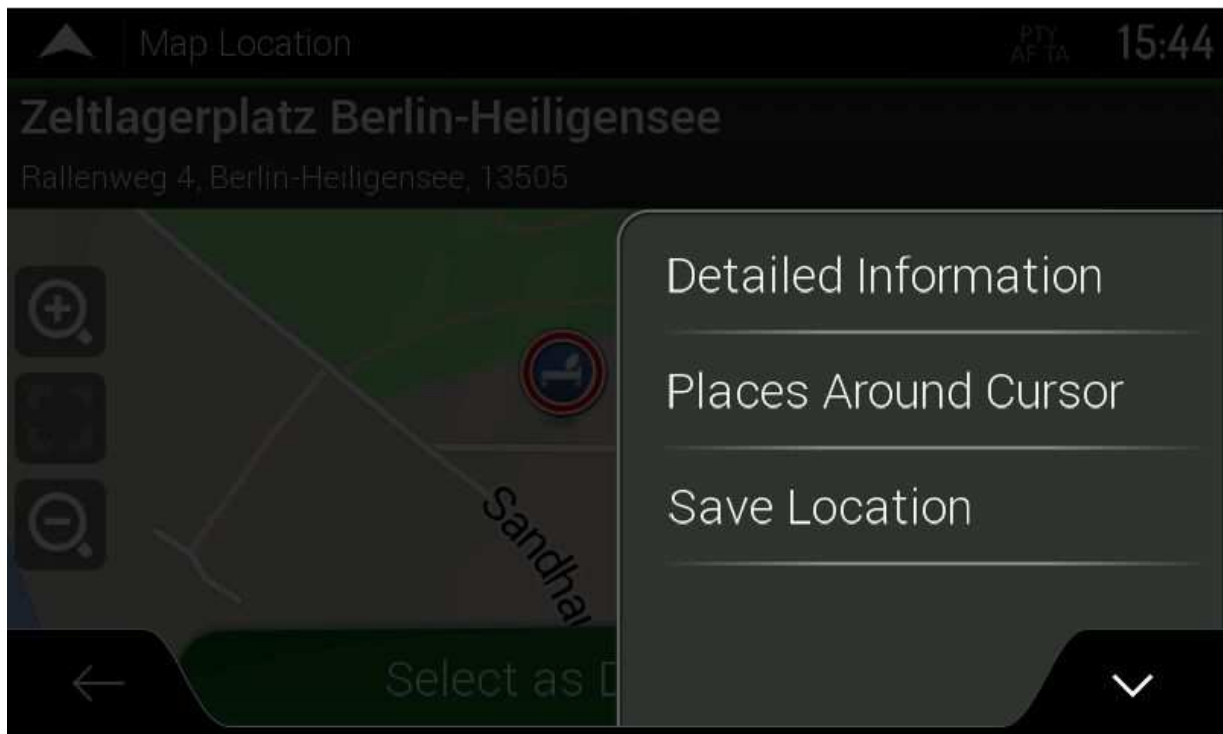 Map Location
PTY
AF TA
15:44
Zeltlagerplatz Berlin-Heiligensee
Rallenweg 4, Berlin-Heiligensee, 13505
Detailed Information
Places Around Cursor
Save Location
Sandhau
Select as D